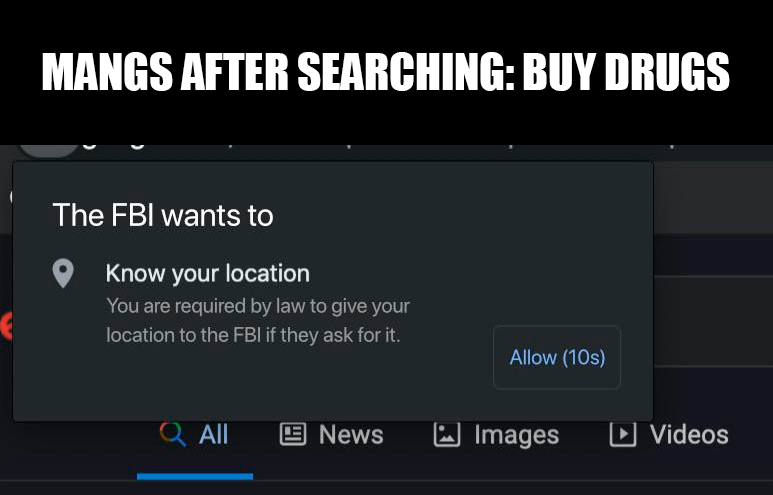 MANGS AFTER SEARCHING: BUY DRUGS
The FBI wants to
Know your location
You are required by law to give your
location to the FBI if they ask for it.
Allow (10s)
All News Images Videos